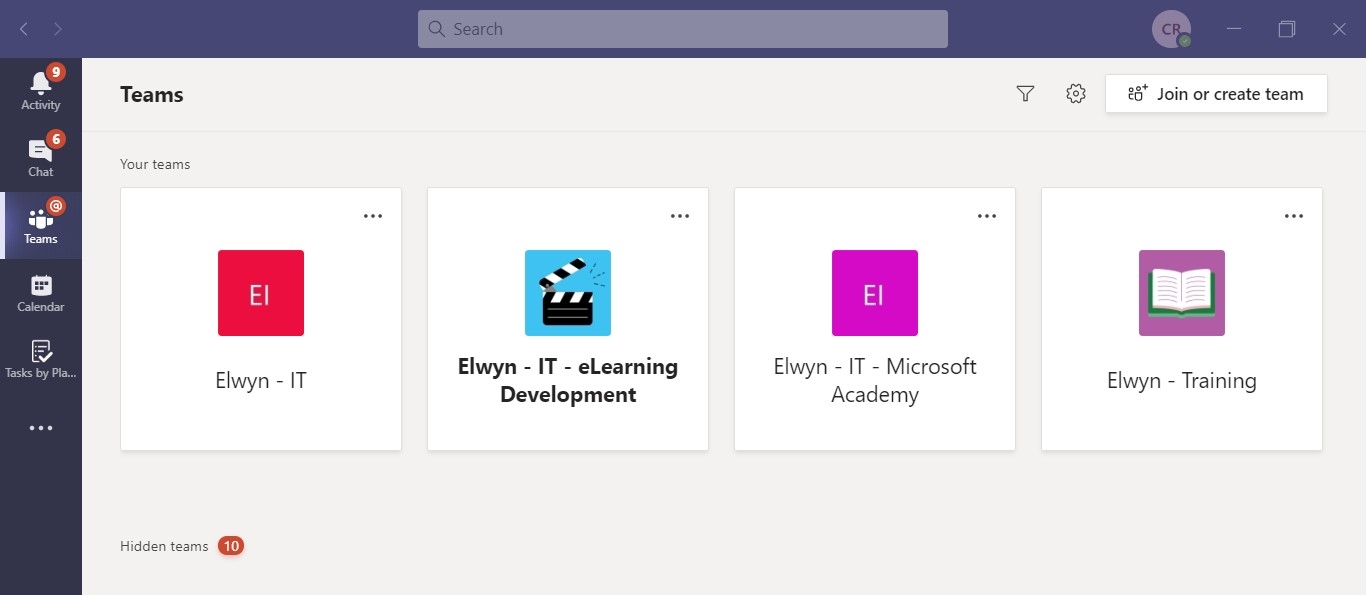 Search
CR
9
Activity
6
Chat
@
Teams
Calendar
Tasks by Pla...
Teams
Join or create team
Your teams
EI
Elwyn - IT
Elwyn - IT - eLearning
Development
EI
Elwyn - IT - Microsoft
Academy
Elwyn - Training
Hidden teams 10